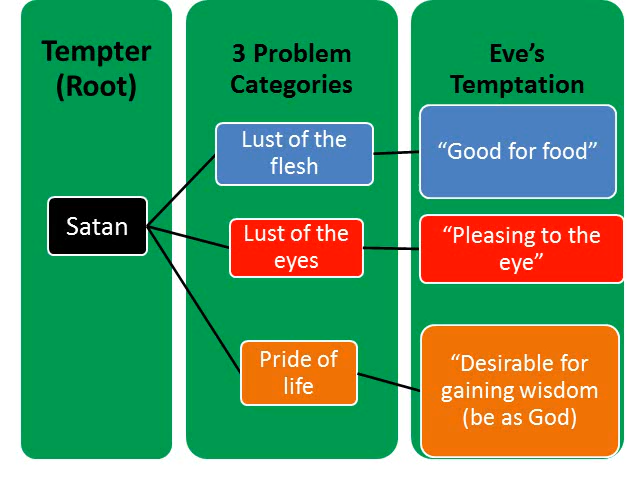 Tempter
(Root)
3 Problem
Categories
Eve's
Temptation
Satan
Lust of the
flesh
"Good for food"
Lust of the
eyes
"Pleasing to the
eye"
Pride of
life
"Desirable for
gaining wisdom
(be as God)